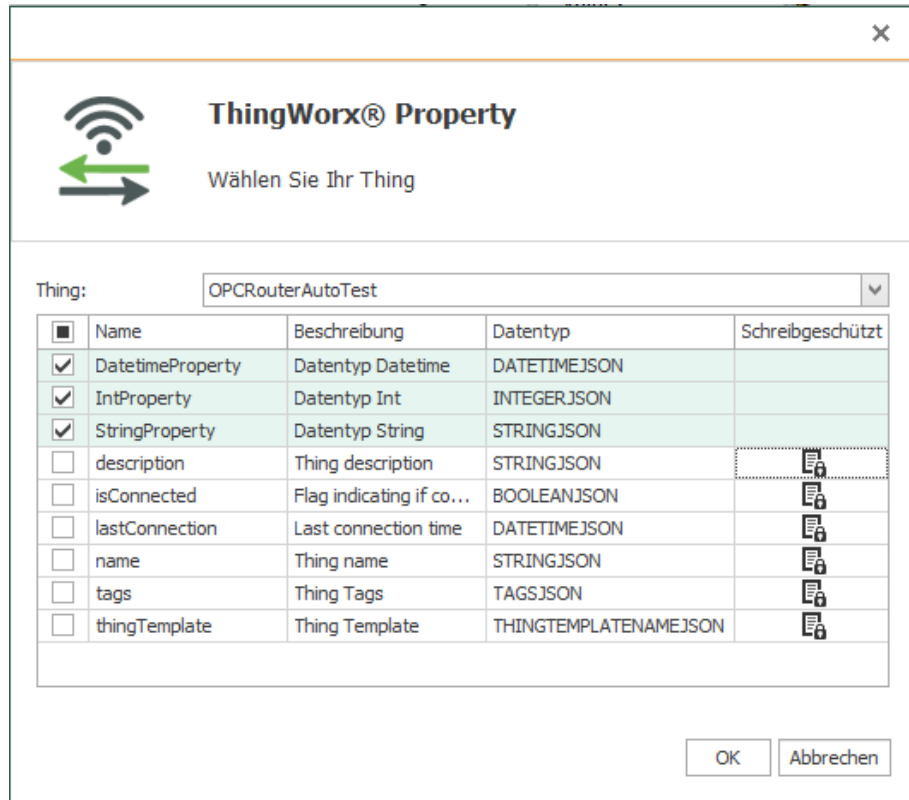 ThingWorx® Property
Wählen Sie Ihr Thing
Thing: OPCRouterAutoTest
Name Beschreibung Datentyp Schreibgeschützt
DatetimeProperty Datentyp Datetime DATETIMEJSON
IntProperty Datentyp Int INTEGERJSON
StringProperty Datentyp String STRINGJSON
description Thing description STRINGJSON
isConnected Flag indicating if co... BOOLEANJSON
lastConnection Last connection time DATETIMEJSON
name Thing name STRINGJSON
tags Thing Tags TAGSJSON
thingTemplate Thing Template THINGTEMPLATENAMEJSON
OK Abbrechen